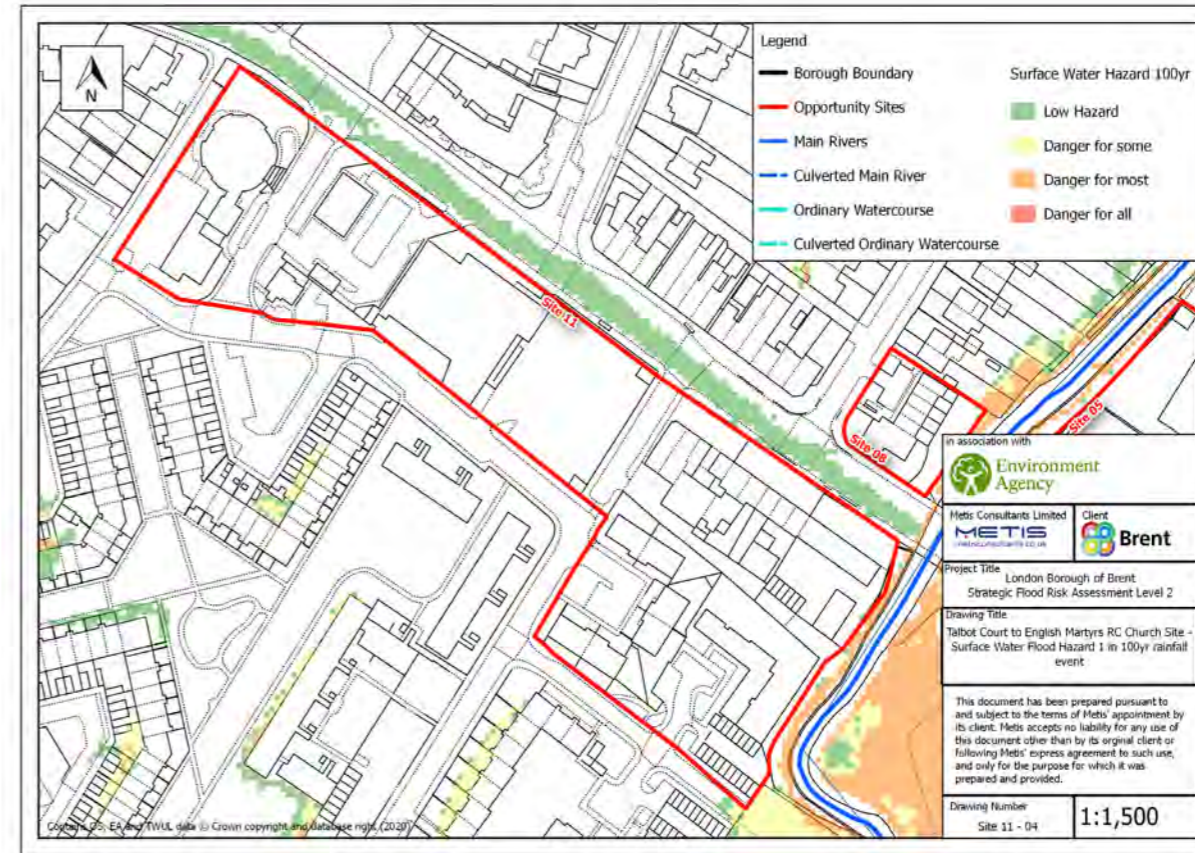 N
Legend
Borough Boundary
Opportunity Sites
Main Rivers
Culverted Main River
Ordinary Watercourse
Culverted Ordinary Watercourse
Surface Water Hazard 100yr
Low Hazard
Danger for some
Danger for most
Danger for all
Site 11
Site 08
Site 05
in association with
Environment
Agency
Metis Consultants Limited
METIS
Client
Brent
Project Title
London Borough of Brent
Strategic Flood Risk Assessment Level 2
Drawing Title
Talbot Court to English Martyrs RC Church Site -
Surface Water Flood Hazard 1 in 100yr rainfall
event
This document has been prepared pursuant to
and subject to the terms of Metis' appointment by
its client. Metis accepts no liability for any use of
this document other than by its orginal client or
following Metis' express agreement to such use,
and only for the purpose for which it was
prepared and provided.
Drawing Number
Site 11 - 04
1:1,500
Contains OS, EA and TWUL data © Crown copyright and database right (2020)